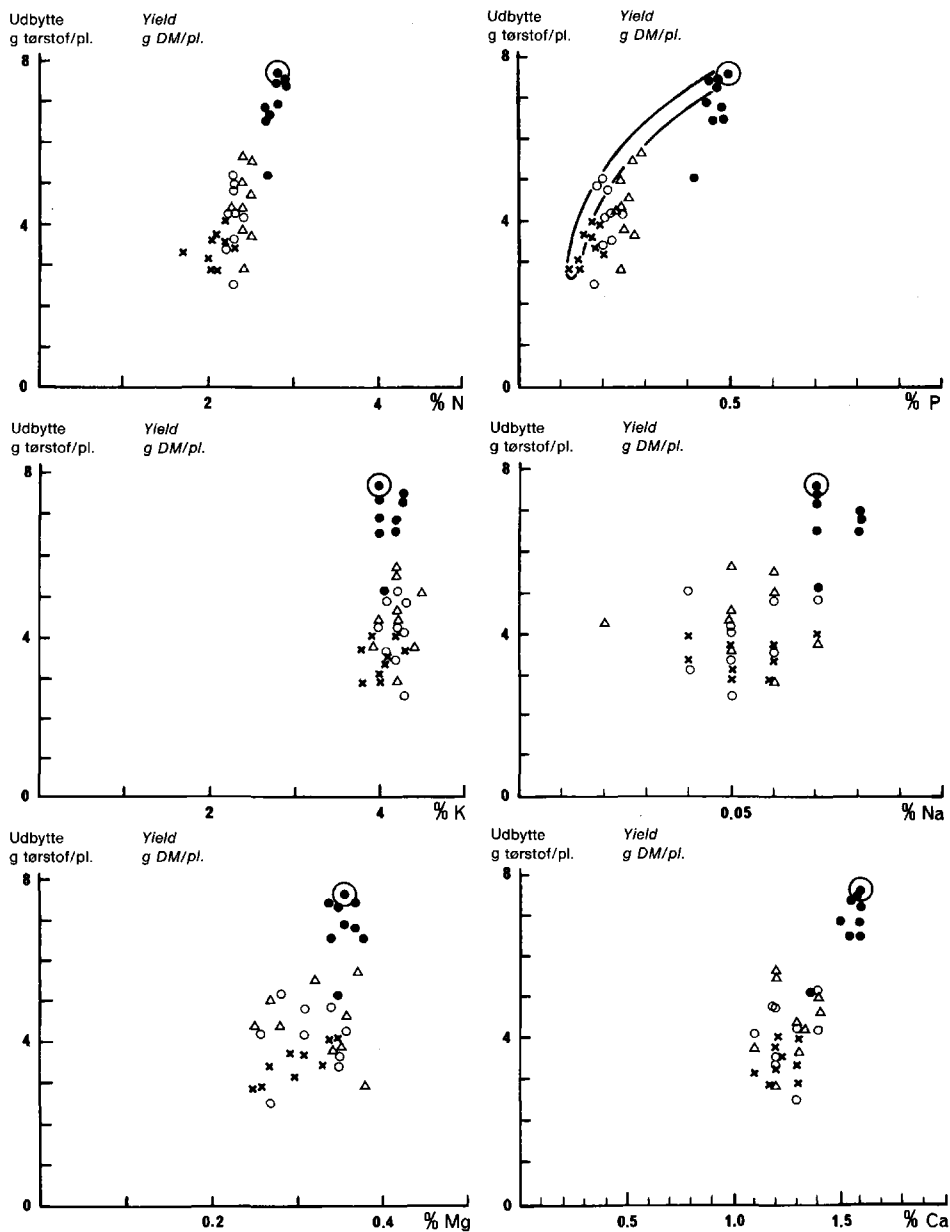 Udbytte Yield
g tørstof/pl. g DM/pl.
8
4
0
2 4 % N
Udbytte Yield
g tørstof/pl. g DM/pl.
8
4
0
0.5 % P
Udbytte Yield
g tørstof/pl. g DM/pl.
8
4
0
2 4 % K
Udbytte Yield
g tørstof/pl. g DM/pl.
8
4
0
0.05 % Na
Udbytte Yield
g tørstof/pl. g DM/pl.
8
4
0
0.2 0.4 % Mg
Udbytte Yield
g tørstof/pl. g DM/pl.
8
4
0
0.5 1.0 1.5 % Ca